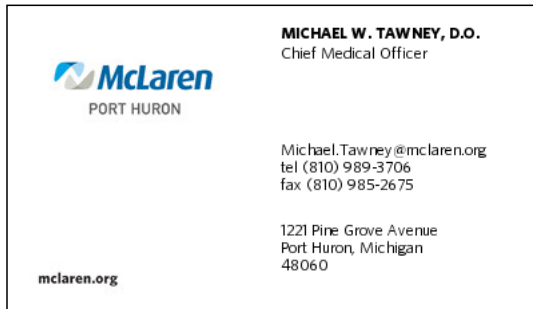 McLaren
PORT HURON
mclaren.org
MICHAEL W. TAWNEY, D.O.
Chief Medical Officer
Michael.Tawney@mclaren.org
tel (810) 989-3706
fax (810) 985-2675
1221 Pine Grove Avenue
Port Huron, Michigan
48060